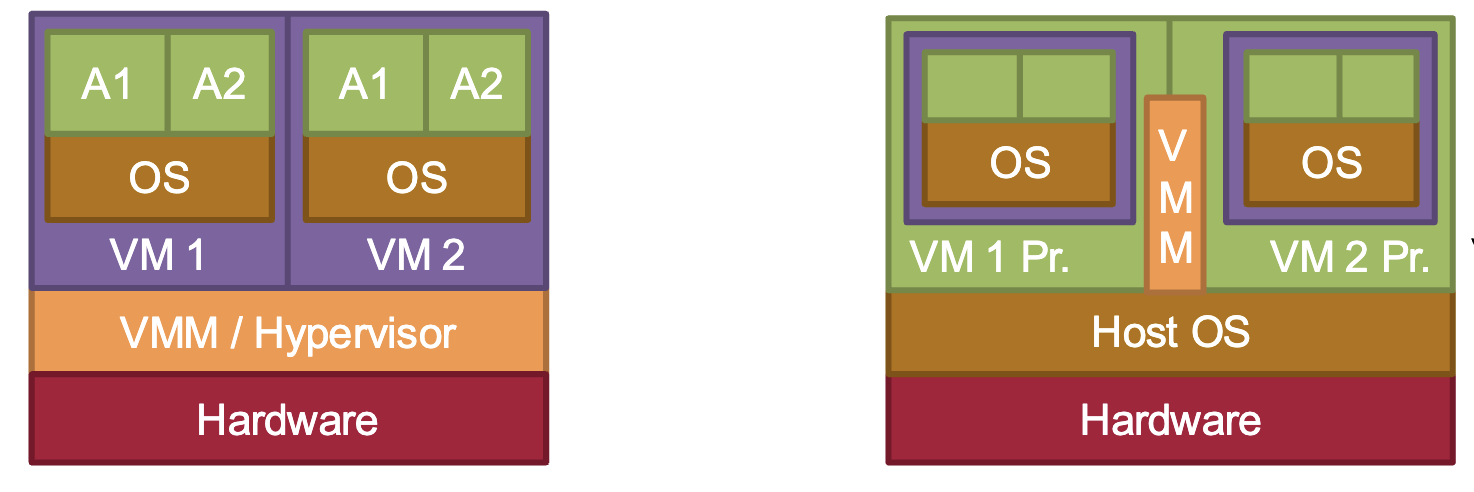 A1 A2 A1 A2
OS OS
VM 1 VM 2
VMM / Hypervisor
Hardware
V
M
M
OS OS
VM 1 Pr. VM 2 Pr.
Host OS
Hardware